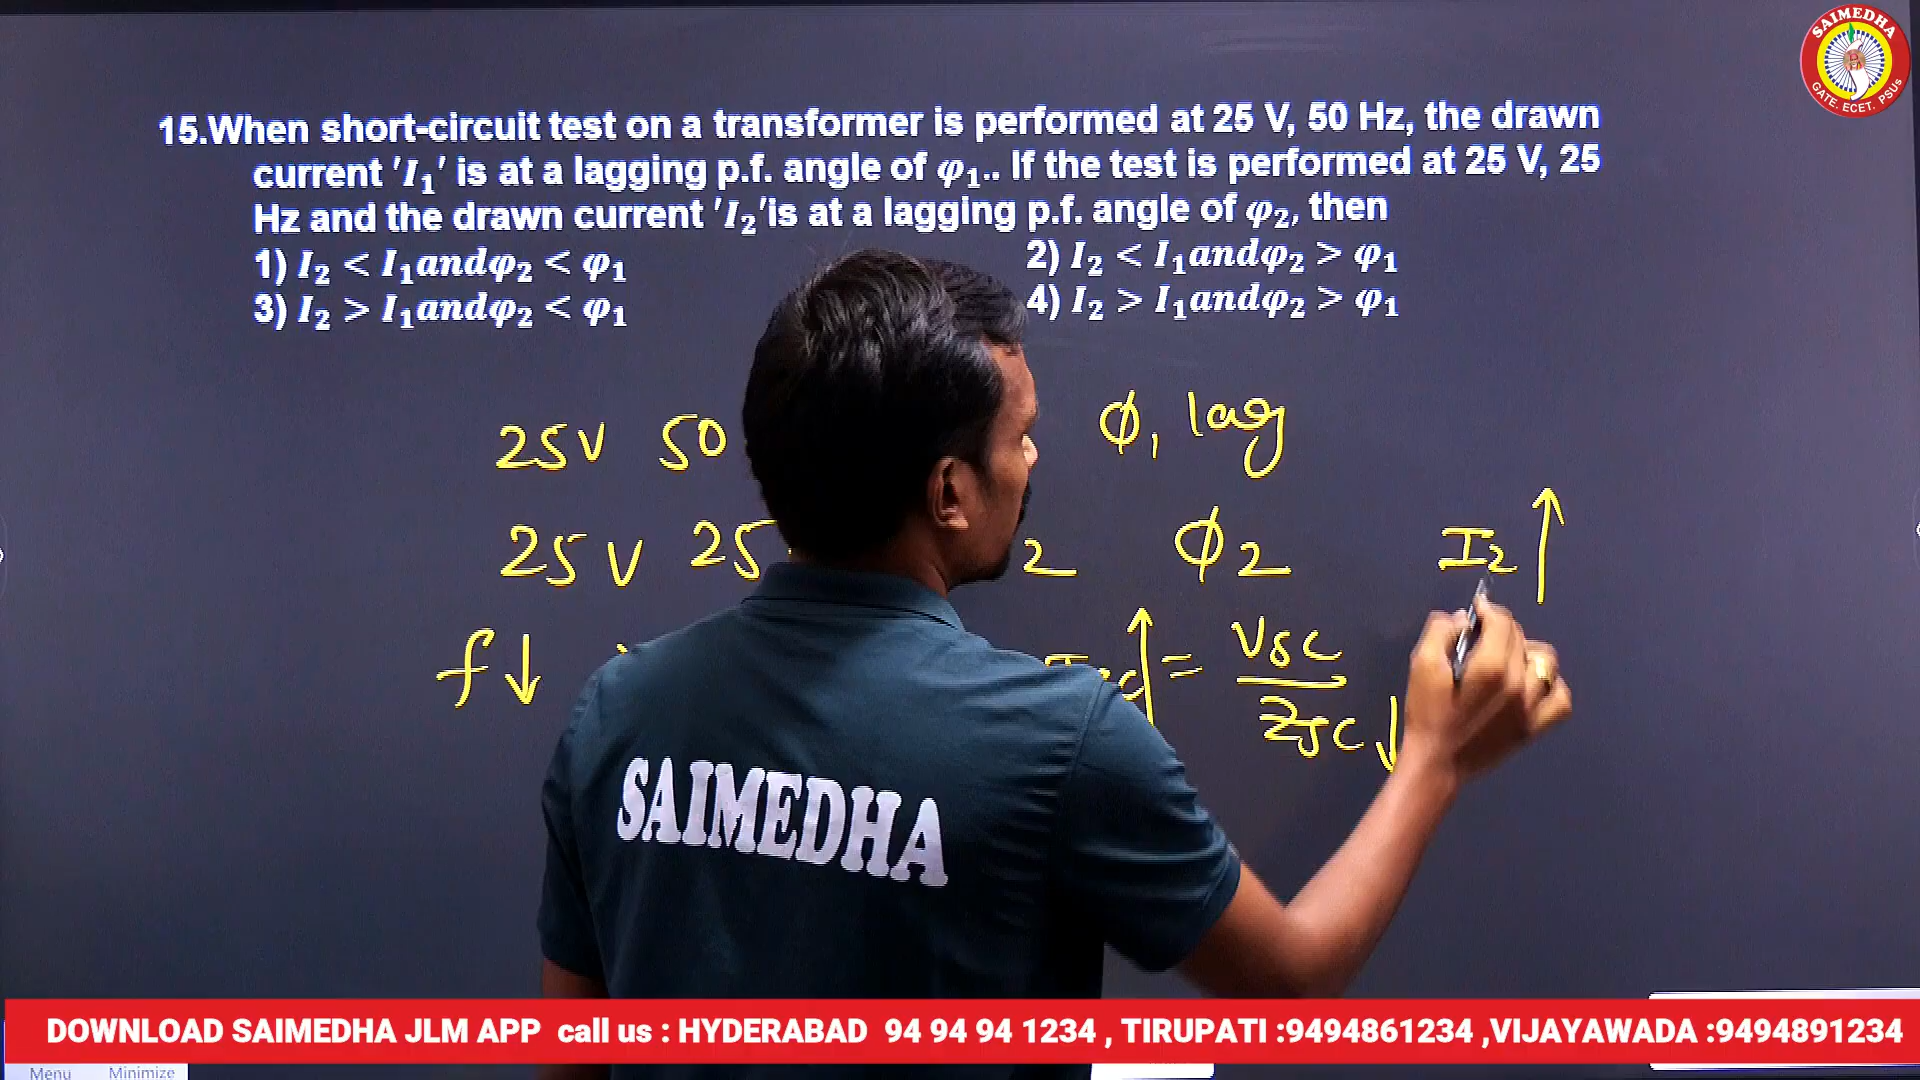 SAIMEDHA
GATE. ECET. PSUs
15.When short-circuit test on a transformer is performed at 25 V, 50 Hz, the drawn
current 'I₁' is at a lagging p.f. angle of φ₁.. If the test is performed at 25 V, 25
Hz and the drawn current 'I₂'is at a lagging p.f. angle of φ₂, then
1) I₂ < I₁andφ₂ < φ₁ 2) I₂ < I₁andφ₂ > φ₁
3) I₂ > I₁andφ₂ < φ₁ 4) I₂ > I₁andφ₂ > φ₁
25V 50 ϕ₁ lag
25V 25 2 ϕ2 I2 ↑
f↓ ↑ = Vsc / Zsc ↓
SAIMEDHA
DOWNLOAD SAIMEDHA JLM APP call us : HYDERABAD 94 94 94 1234 , TIRUPATI :9494861234 ,VIJAYAWADA :9494891234
Menu Minimize